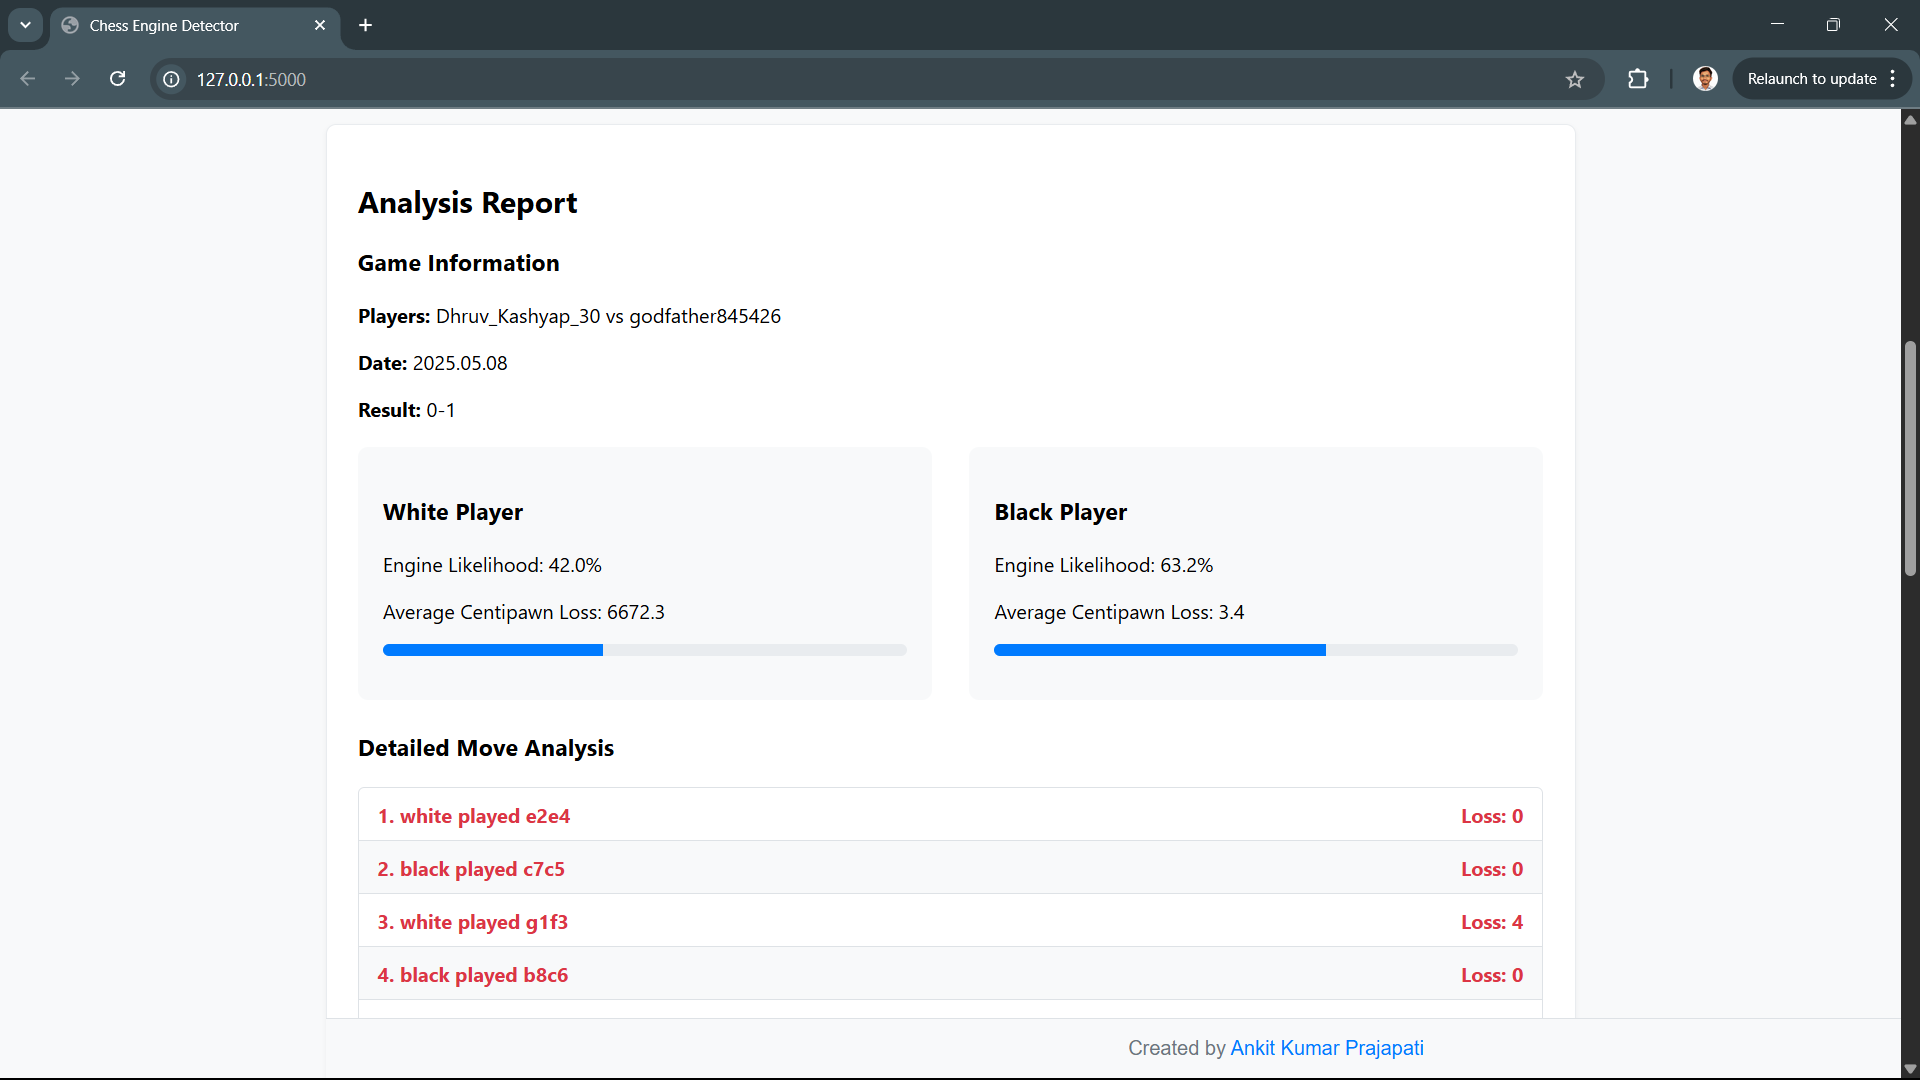 Chess Engine Detector
127.0.0.1:5000
Relaunch to update
Analysis Report
Game Information
Players: Dhruv_Kashyap_30 vs godfather845426
Date: 2025.05.08
Result: 0-1
White Player
Engine Likelihood: 42.0%
Average Centipawn Loss: 6672.3
Black Player
Engine Likelihood: 63.2%
Average Centipawn Loss: 3.4
Detailed Move Analysis
1. white played e2e4 Loss: 0
2. black played c7c5 Loss: 0
3. white played g1f3 Loss: 4
4. black played b8c6 Loss: 0
Created by Ankit Kumar Prajapati